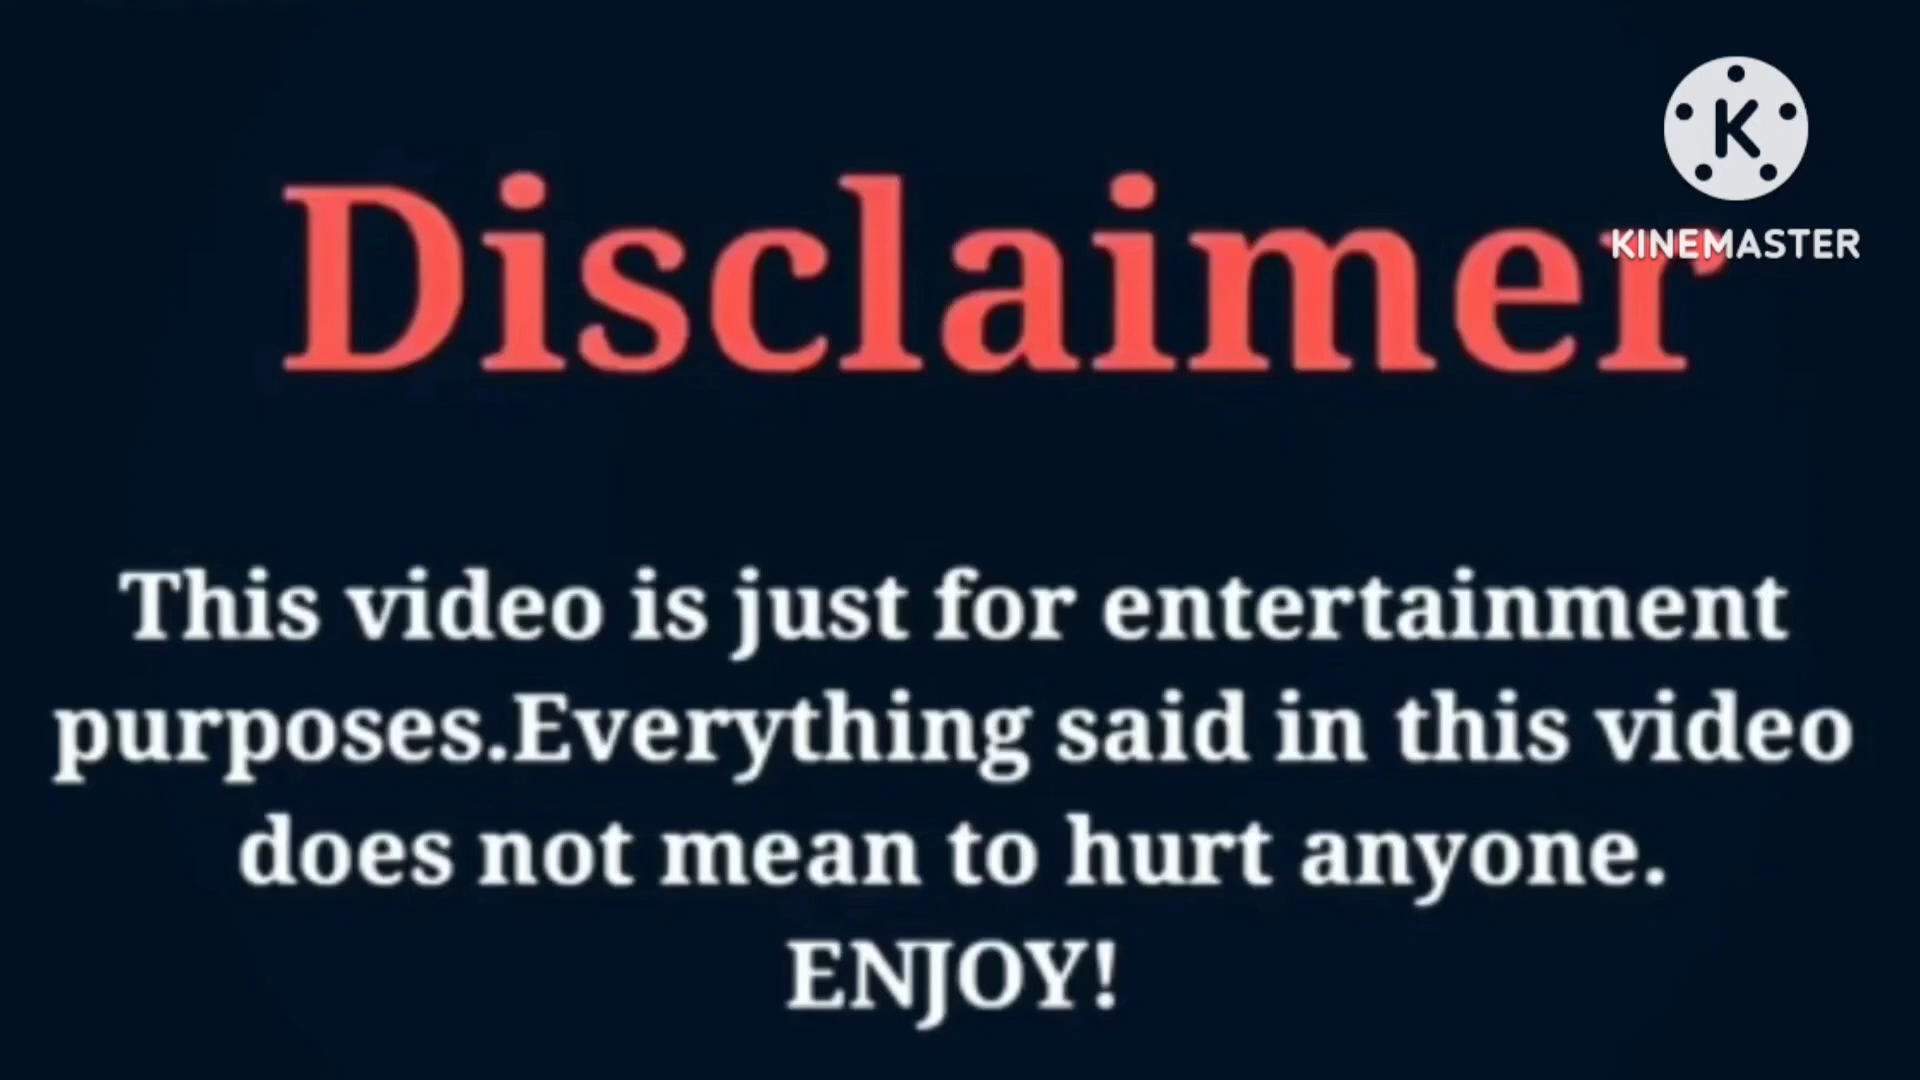 K
KINEMASTER
Disclaimer
This video is just for entertainment
purposes.Everything said in this video
does not mean to hurt anyone.
ENJOY!